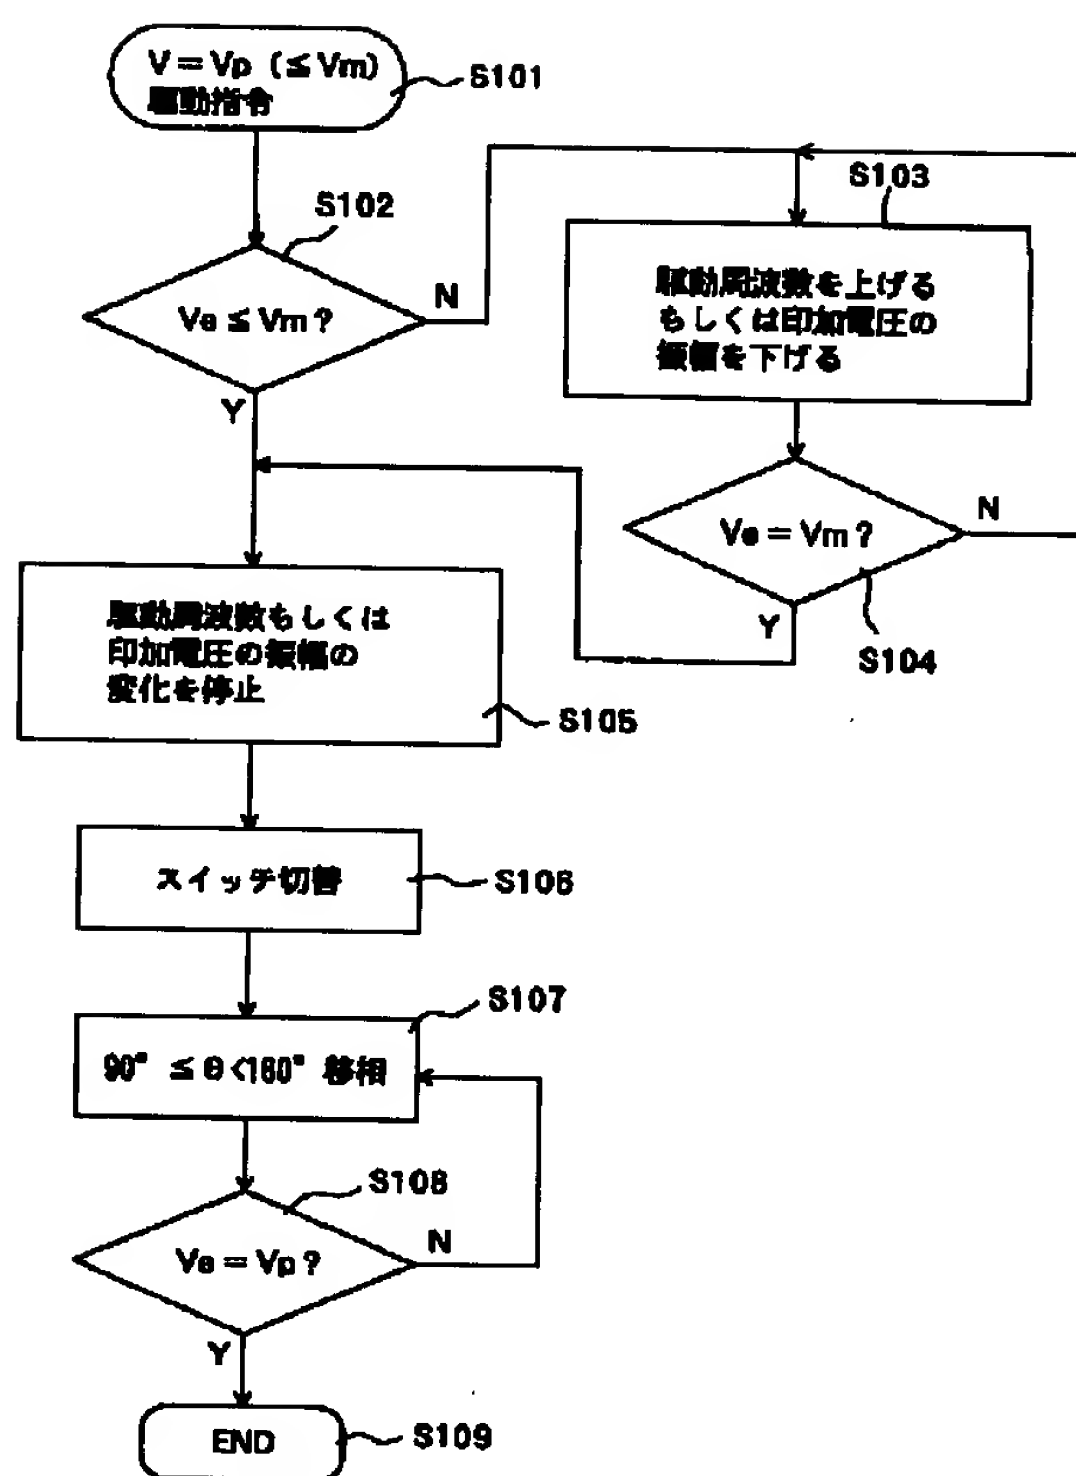 V=Vp (≤Vm)
駆動指令
S101
S102
Ve≤Vm?
N
Y
S103
駆動周波数を上げる
もしくは印加電圧の
振幅を下げる
Ve=Vm?
N
Y
S104
駆動周波数もしくは
印加電圧の振幅の
変化を停止
S105
スイッチ切替
S106
S107
90°≤θ<180°移相
S108
Ve=Vp?
N
Y
END
S109